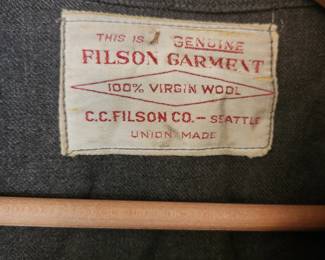 THIS IS A GENUINE
FILSON GARMENT
100% VIRGIN WOOL
C.C. FILSON CO. – SEATTLE
UNION MADE